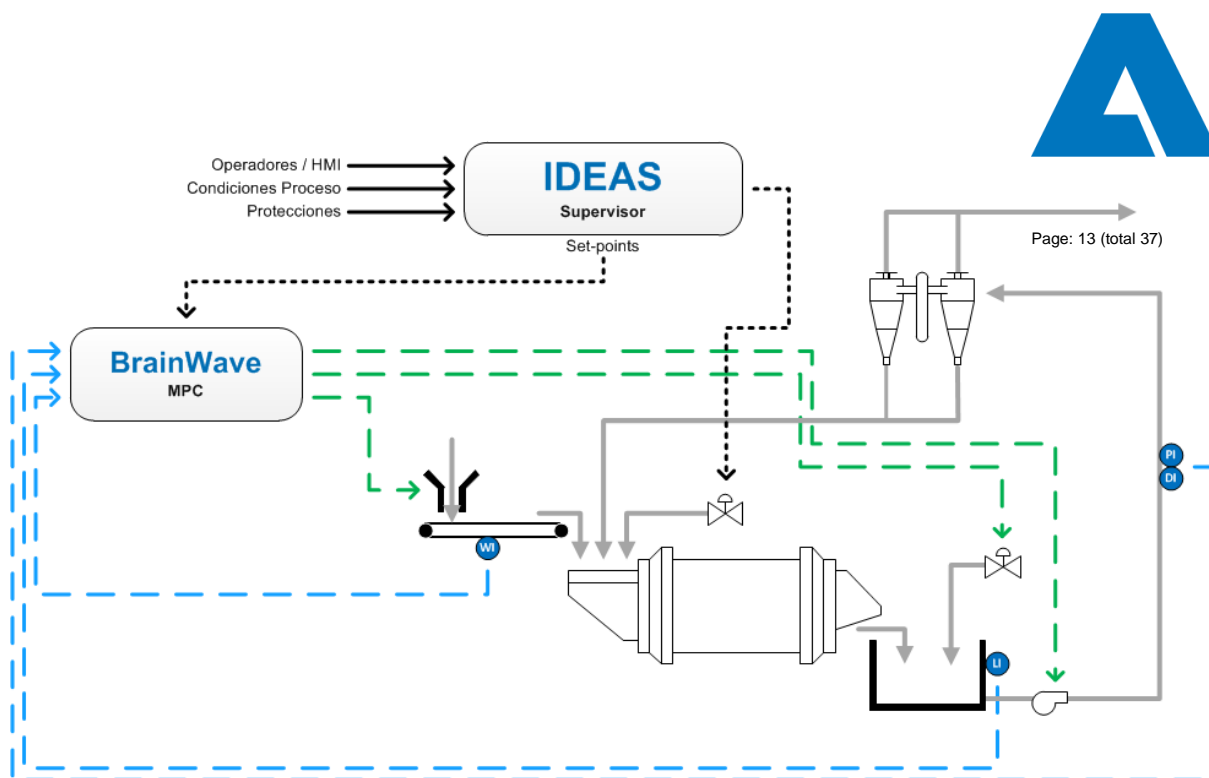 Operadores / HMI
Condiciones Proceso
Protecciones
IDEAS
Supervisor
Set-points
Page: 13 (total 37)
BrainWave
MPC
PI
DI
WI
LI